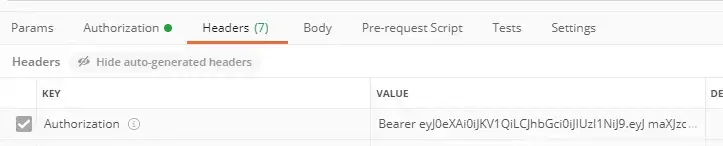 Params Authorization Headers (7) Body Pre-request Script Tests Settings
Headers Hide auto-generated headers
KEY VALUE DE
Authorization Bearer eyJ0eXAiOiJKV1QiLCJhbGciOiJIUzI1NiJ9.eyJ maXJzc...